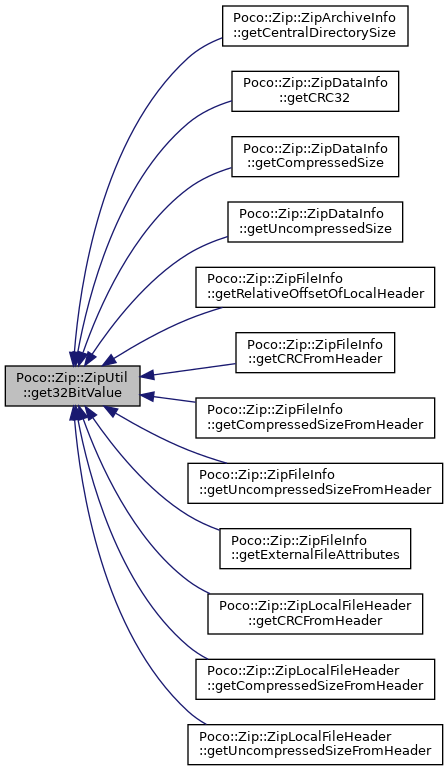 Poco::Zip::ZipArchiveInfo
::getCentralDirectorySize
Poco::Zip::ZipDataInfo
::getCRC32
Poco::Zip::ZipDataInfo
::getCompressedSize
Poco::Zip::ZipDataInfo
::getUncompressedSize
Poco::Zip::ZipFileInfo
::getRelativeOffsetOfLocalHeader
Poco::Zip::ZipFileInfo
::getCRCFromHeader
Poco::Zip::ZipUtil
::get32BitValue
Poco::Zip::ZipFileInfo
::getCompressedSizeFromHeader
Poco::Zip::ZipFileInfo
::getUncompressedSizeFromHeader
Poco::Zip::ZipFileInfo
::getExternalFileAttributes
Poco::Zip::ZipLocalFileHeader
::getCRCFromHeader
Poco::Zip::ZipLocalFileHeader
::getCompressedSizeFromHeader
Poco::Zip::ZipLocalFileHeader
::getUncompressedSizeFromHeader